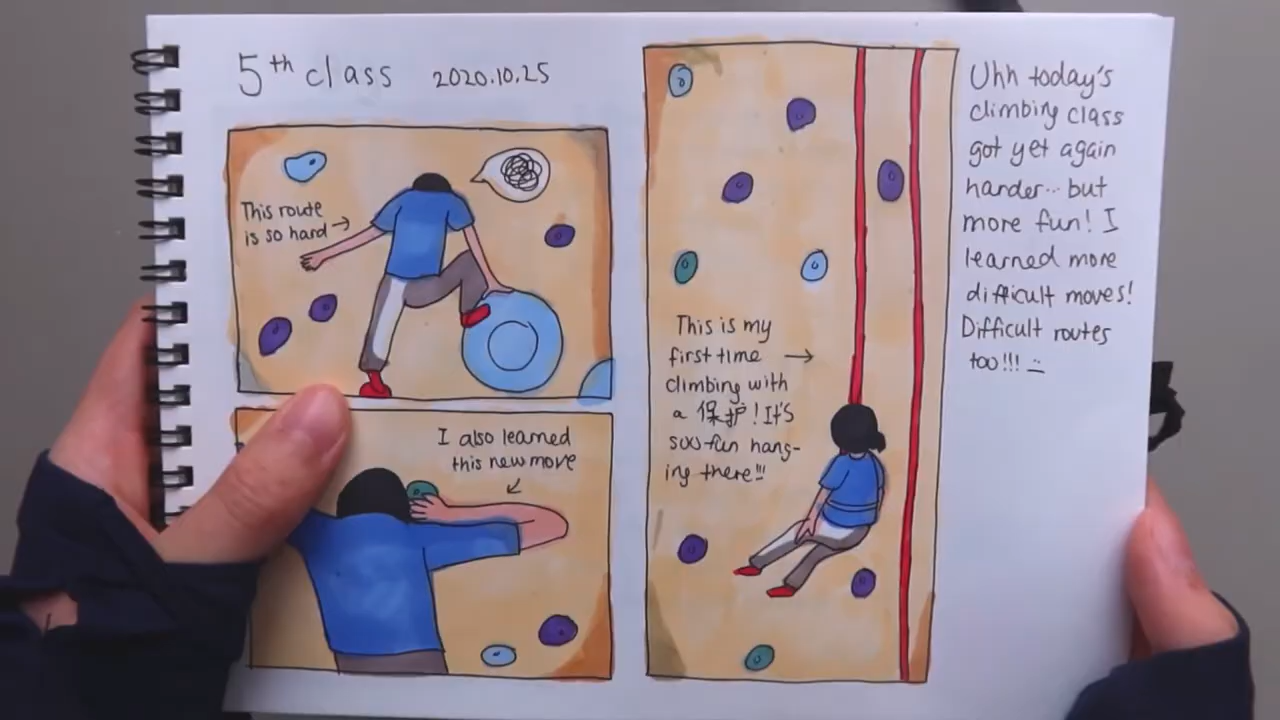 5th class 2020.10.25
This route
is so hard →
I also learned
this new move
This is my
first time →
climbing with
a 保护! It's
soo fun hang-
ing there!!!
Uhh today's
climbing class
got yet again
harder... but
more fun! I
learned more
difficult moves!
Difficult routes
too!!!